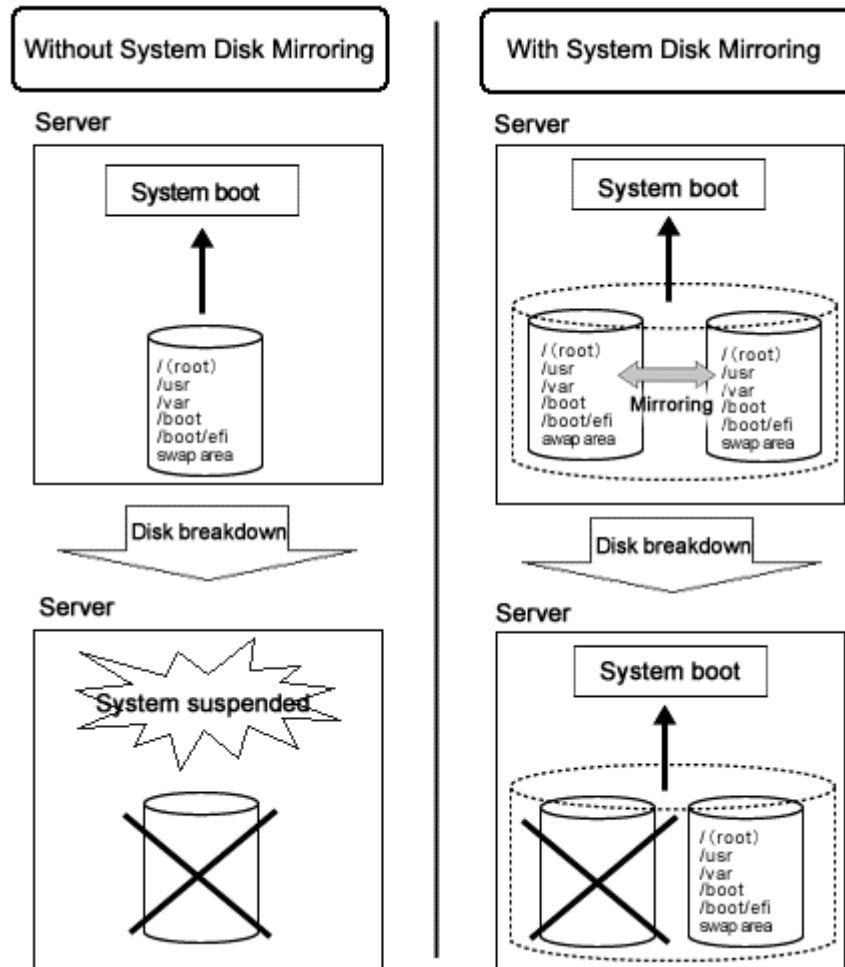 Without System Disk Mirroring
Server
System boot
/ (root)
/usr
/var
/boot
/boot/efi
swap area
Disk breakdown
Server
System suspended
With System Disk Mirroring
Server
System boot
/ (root)
/usr
/var
/boot
/boot/efi
awap area
Mirroring
/ (root)
/usr
/var
/boot
/boot/efi
swap area
Disk breakdown
Server
System boot
/ (root)
/usr
/var
/boot
/boot/efi
swap area